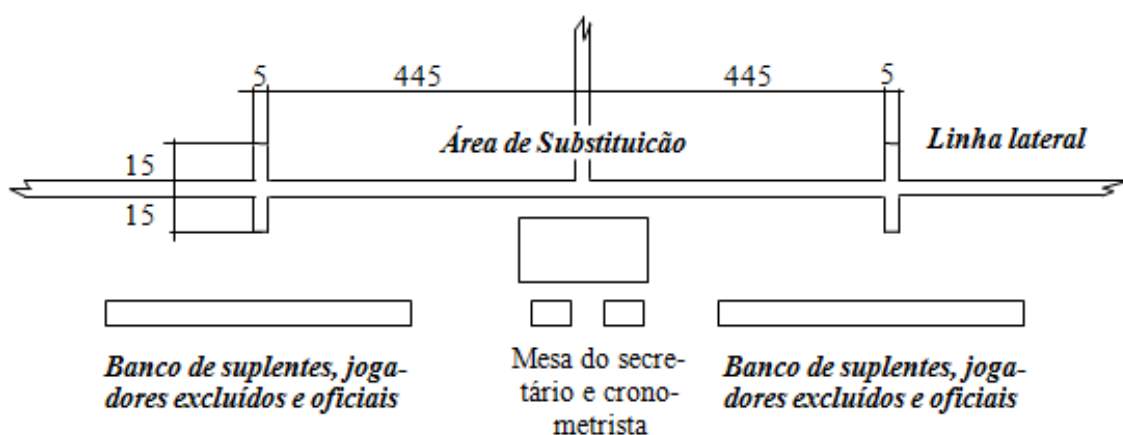 5 445 445 5
Área de Substituicão
Linha lateral
15
15
Banco de suplentes, joga-
dores excluídos e oficiais
Mesa do secre-
tário e crono-
metrista
Banco de suplentes, joga-
dores excluídos e oficiais